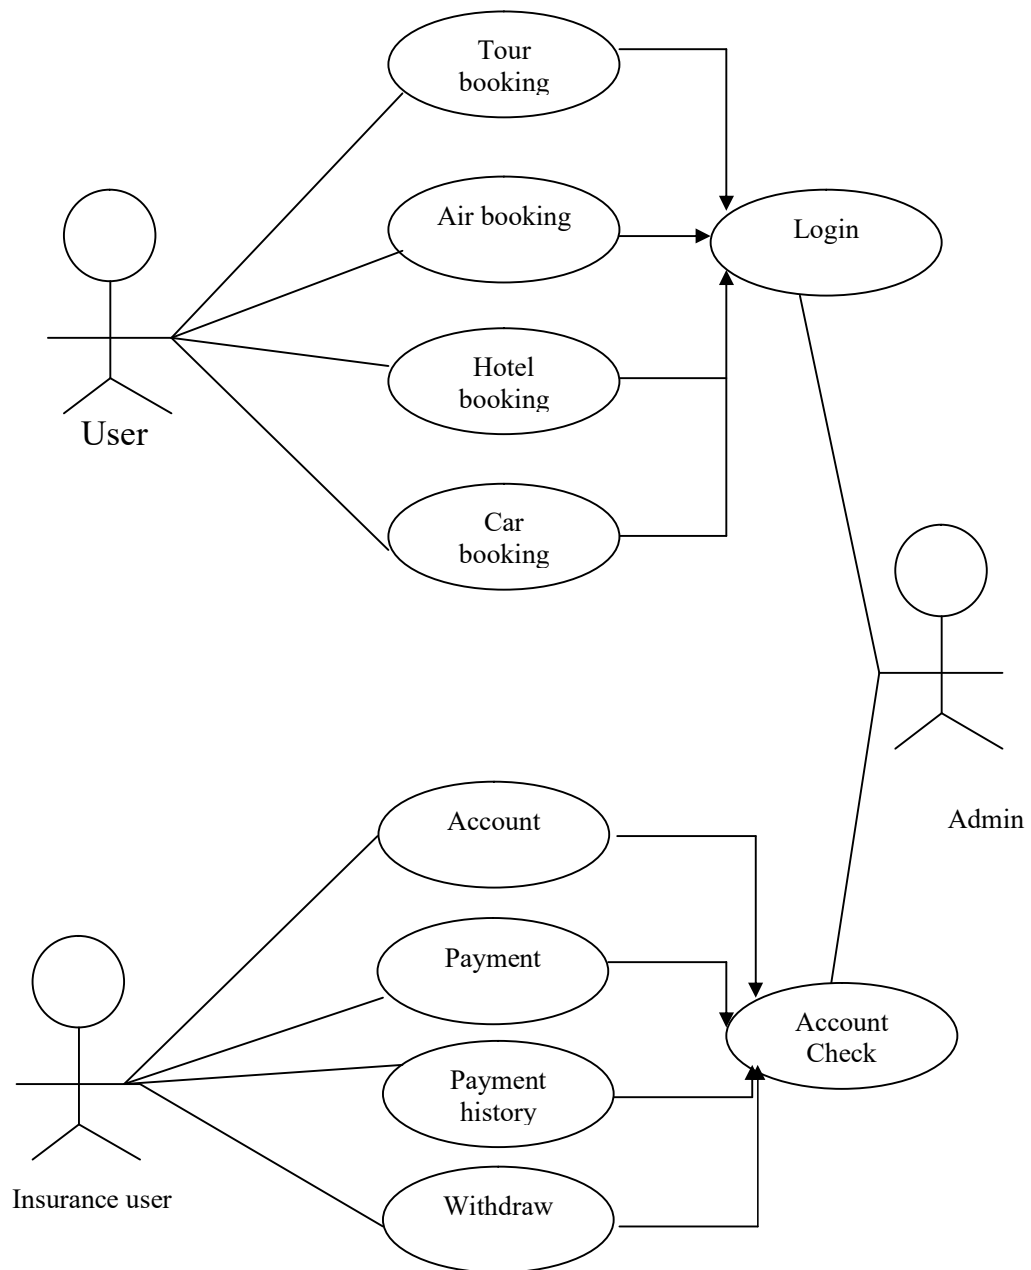 Tour
booking
Air booking
Login
Hotel
booking
User
Car
booking
Admin
Account
Payment
Account
Check
Payment
history
Insurance user
Withdraw